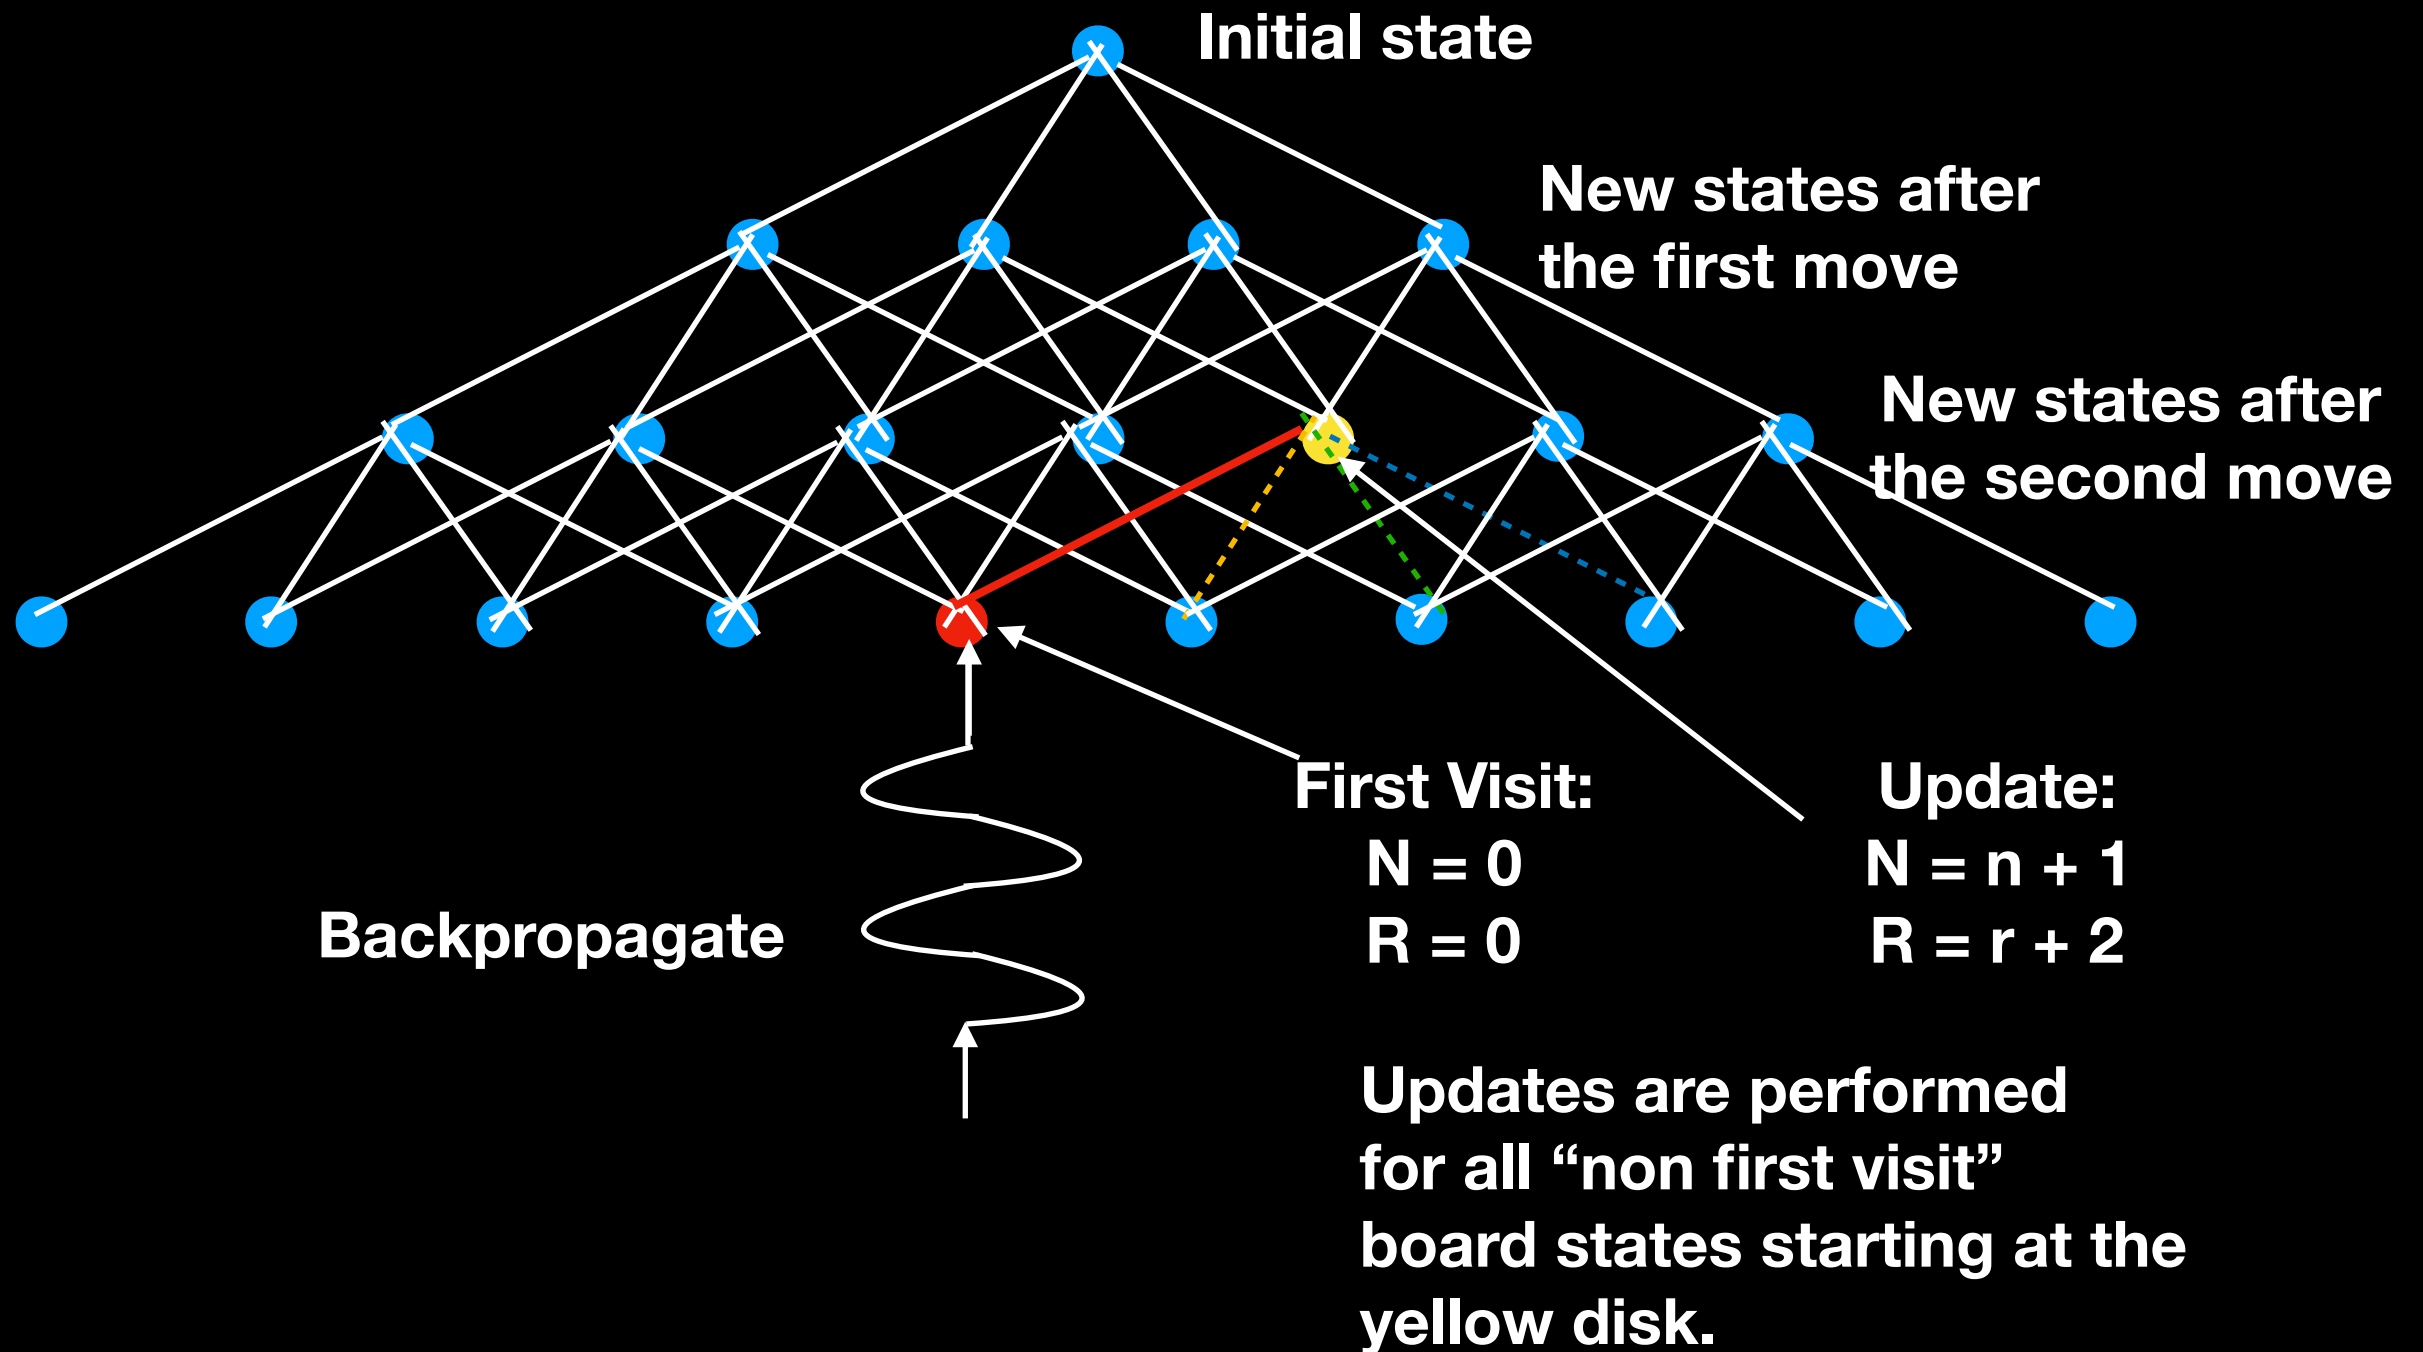 Initial state
New states after
the first move
New states after
the second move
First Visit:
N = 0
R = 0
Update:
N = n + 1
R = r + 2
Backpropagate
Updates are performed
for all “non first visit”
board states starting at the
yellow disk.